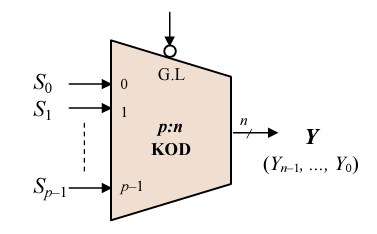 G.L
S0 0
S1 1
p:n
KOD
n
Y
(Yn–1, ..., Y0)
Sp–1 p–1